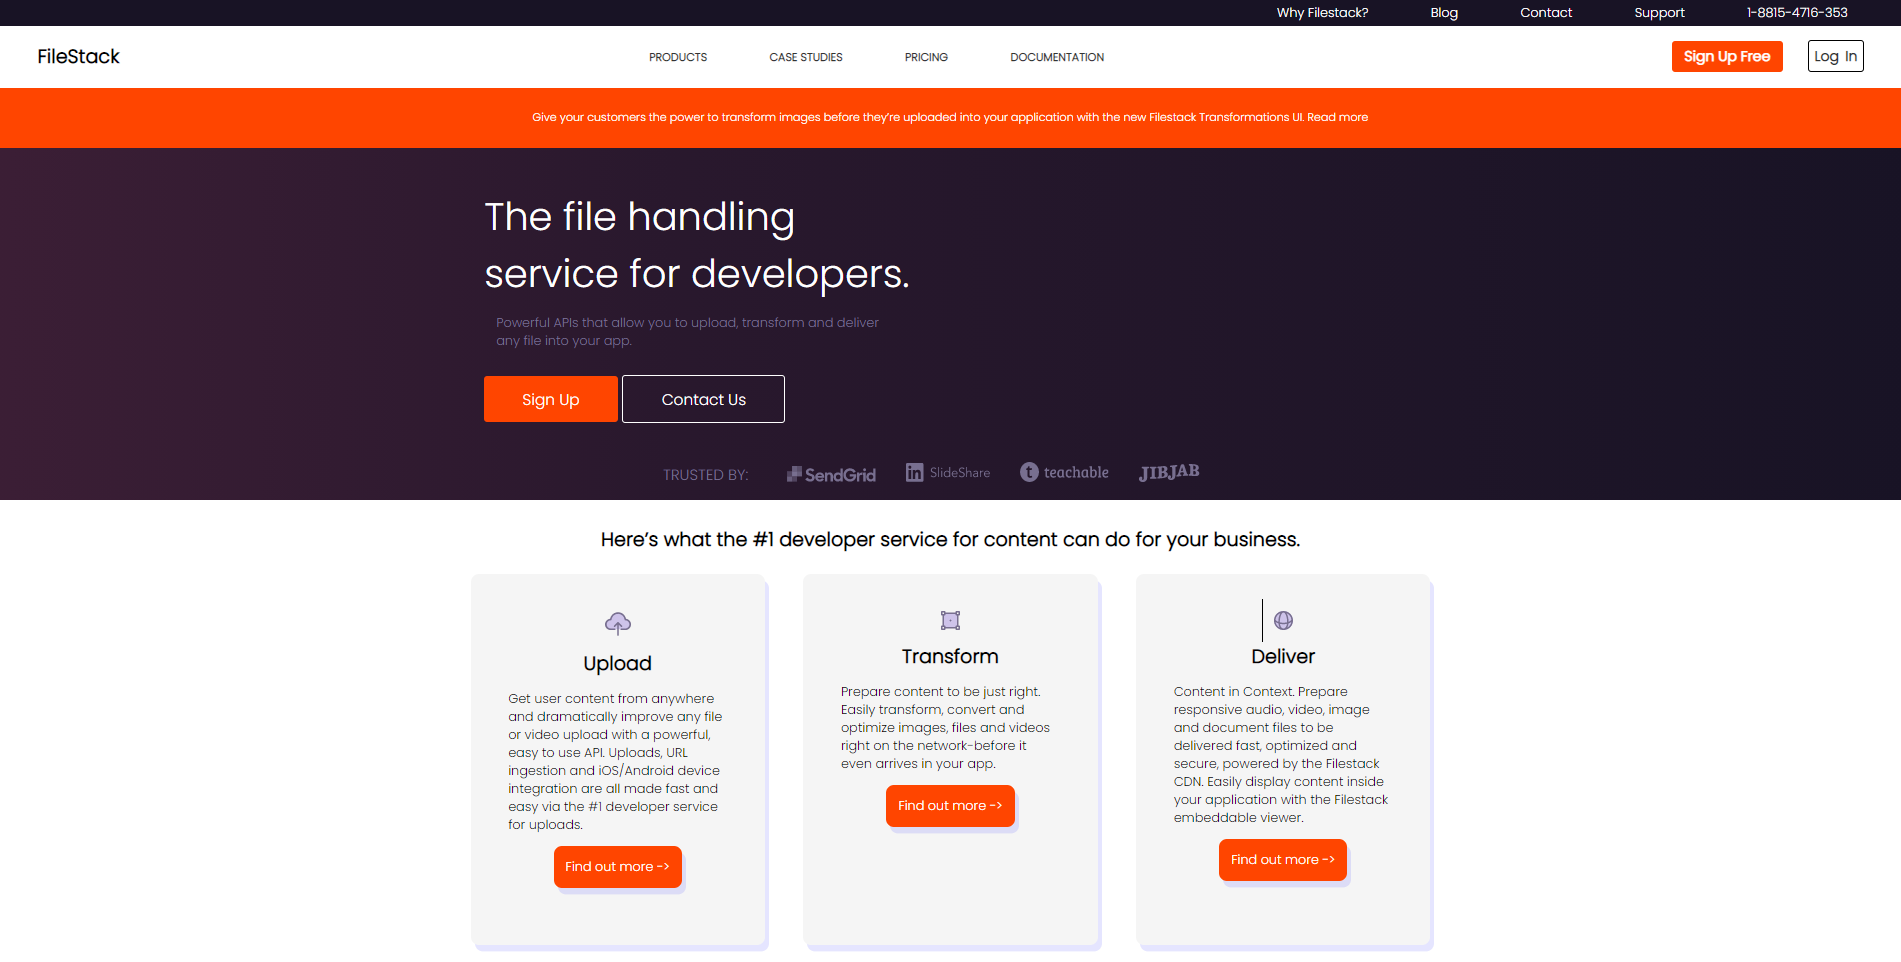 Why Filestack? Blog Contact Support 1-8815-4716-353
FileStack PRODUCTS CASE STUDIES PRICING DOCUMENTATION Sign Up Free Log In
Give your customers the power to transform images before they're uploaded into your application with the new Filestack Transformations UI. Read more
The file handling
service for developers.
Powerful APIs that allow you to upload, transform and deliver
any file into your app.
Sign Up Contact Us
TRUSTED BY: SendGrid in SlideShare t teachable JIBJAB
Here's what the #1 developer service for content can do for your business.
Upload
Get user content from anywhere
and dramatically improve any file
or video upload with a powerful,
easy to use API. Uploads, URL
ingestion and iOS/Android device
integration are all made fast and
easy via the #1 developer service
for uploads.
Find out more ->
Transform
Prepare content to be just right.
Easily transform, convert and
optimize images, files and videos
right on the network-before it
even arrives in your app.
Find out more ->
Deliver
Content in Context. Prepare
responsive audio, video, image
and document files to be
delivered fast, optimized and
secure, powered by the Filestack
CDN. Easily display content inside
your application with the Filestack
embeddable viewer.
Find out more ->